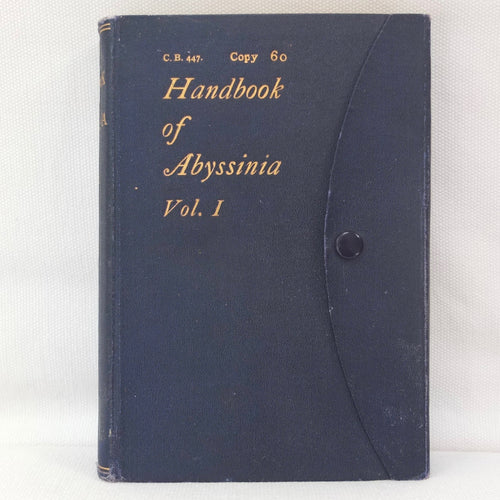 C. B. 447. Copy 60
Handbook
of
Abyssinia
Vol. I